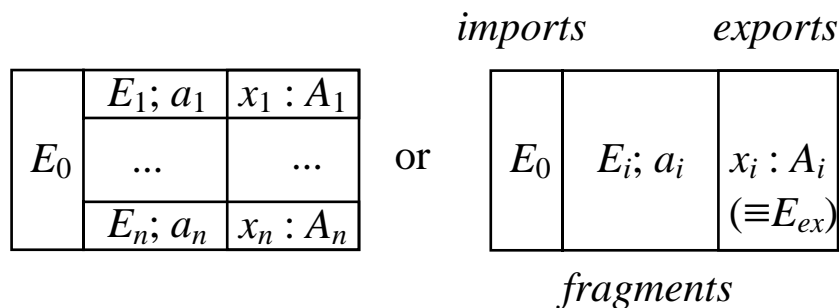 imports exports
E₁; a₁ x₁ : A₁
E₀ ... ... or E₀ Eᵢ; aᵢ xᵢ : Aᵢ
Eₙ; aₙ xₙ : Aₙ (≡Eₑₓ)
fragments